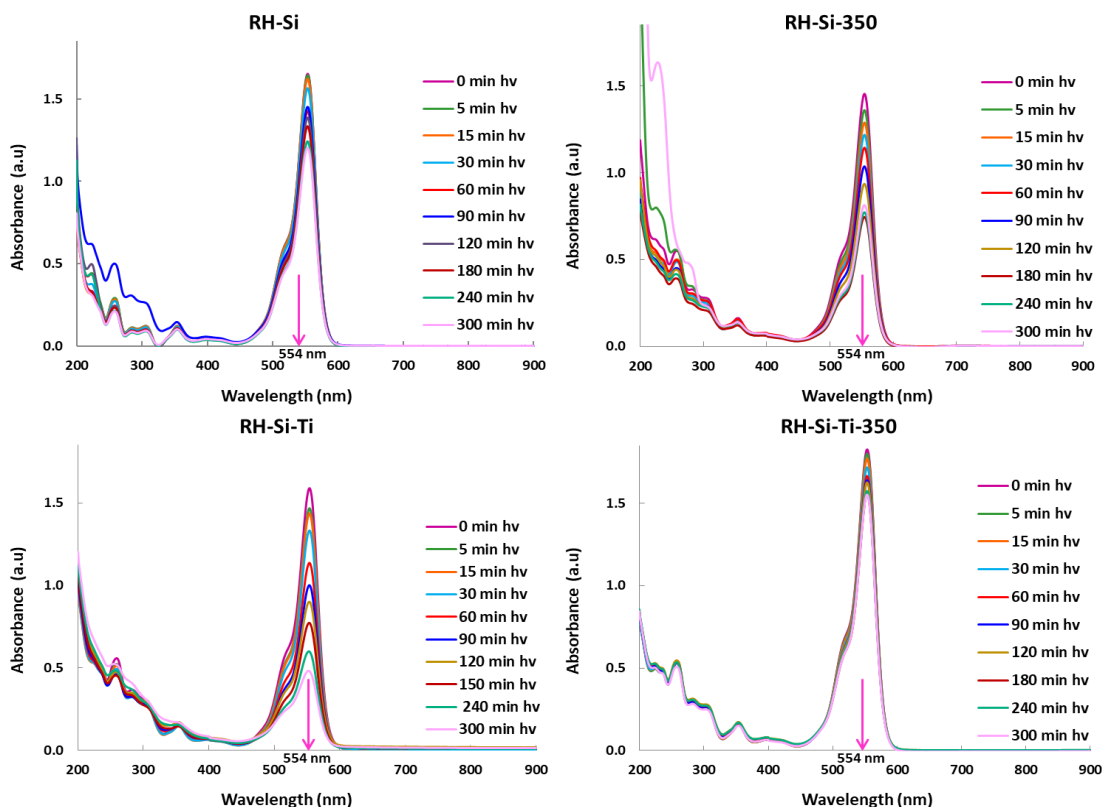 RH-Si
Absorbance (a.u)
1.5
1.0
0.5
0.0
200 300 400 500 600 700 800 900
554 nm
Wavelength (nm)
0 min hv
5 min hv
15 min hv
30 min hv
60 min hv
90 min hv
120 min hv
180 min hv
240 min hv
300 min hv
RH-Si-350
Absorbance (a.u)
1.5
1.0
0.5
0.0
200 300 400 500 600 700 800 900
554 nm
Wavelength (nm)
0 min hv
5 min hv
15 min hv
30 min hv
60 min hv
90 min hv
120 min hv
180 min hv
240 min hv
300 min hv
RH-Si-Ti
Absorbance (a.u)
1.5
1.0
0.5
0.0
200 300 400 500 600 700 800 900
554 nm
Wavelength (nm)
0 min hv
5 min hv
15 min hv
30 min hv
60 min hv
90 min hv
120 min hv
150 min hv
240 min hv
300 min hv
RH-Si-Ti-350
Absorbance (a.u)
1.5
1.0
0.5
0.0
200 300 400 500 600 700 800 900
554 nm
Wavelength (nm)
0 min hv
5 min hv
15 min hv
30 min hv
60 min hv
90 min hv
120 min hv
180 min hv
240 min hv
300 min hv